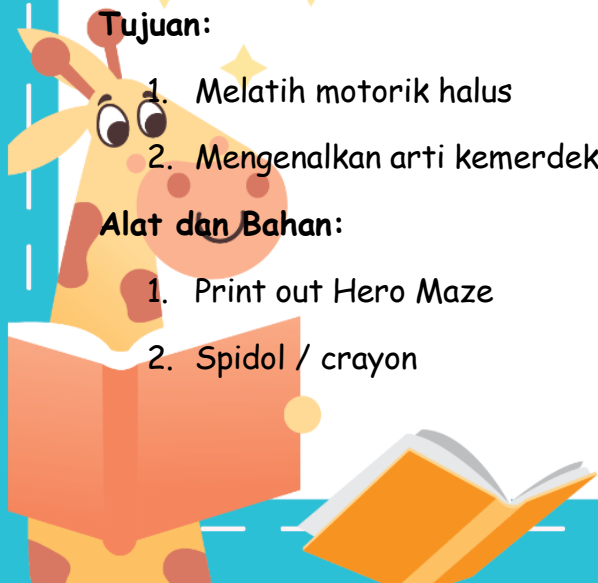 Tujuan:
1. Melatih motorik halus
2. Mengenalkan arti kemerdek
Alat dan Bahan:
1. Print out Hero Maze
2. Spidol / crayon